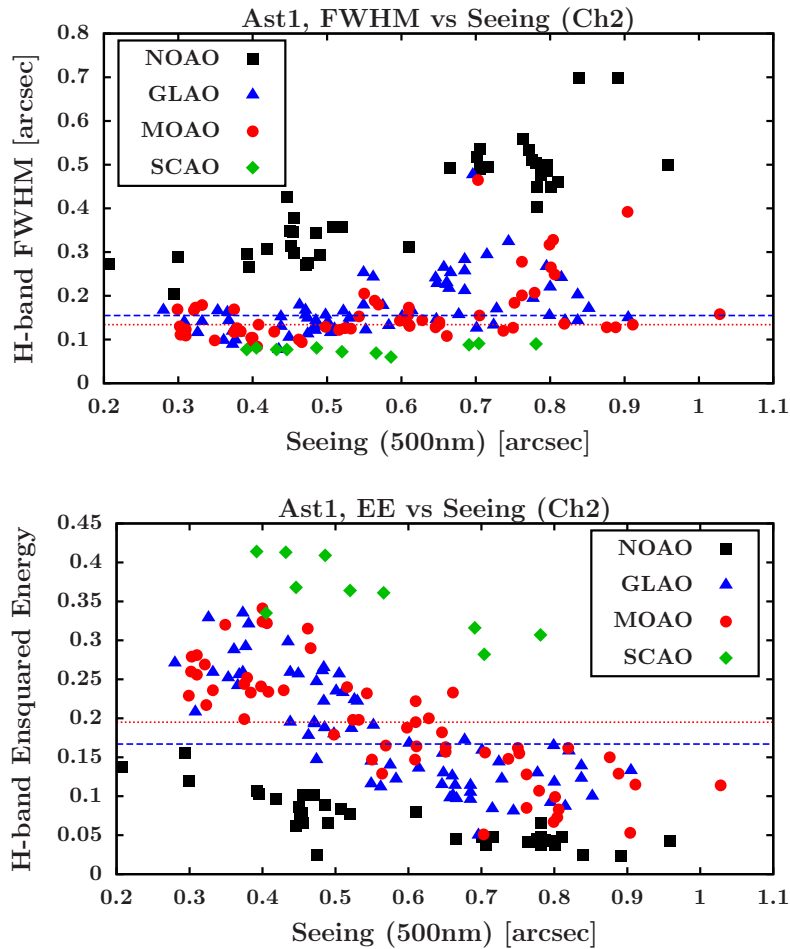 Ast1, FWHM vs Seeing (Ch2)
H-band FWHM [arcsec]
0.8
0.7
0.6
0.5
0.4
0.3
0.2
0.1
0
NOAO
GLAO
MOAO
SCAO
0.2 0.3 0.4 0.5 0.6 0.7 0.8 0.9 1 1.1
Seeing (500nm) [arcsec]
Ast1, EE vs Seeing (Ch2)
H-band Ensquared Energy
0.45
0.4
0.35
0.3
0.25
0.2
0.15
0.1
0.05
0
NOAO
GLAO
MOAO
SCAO
0.2 0.3 0.4 0.5 0.6 0.7 0.8 0.9 1 1.1
Seeing (500nm) [arcsec]